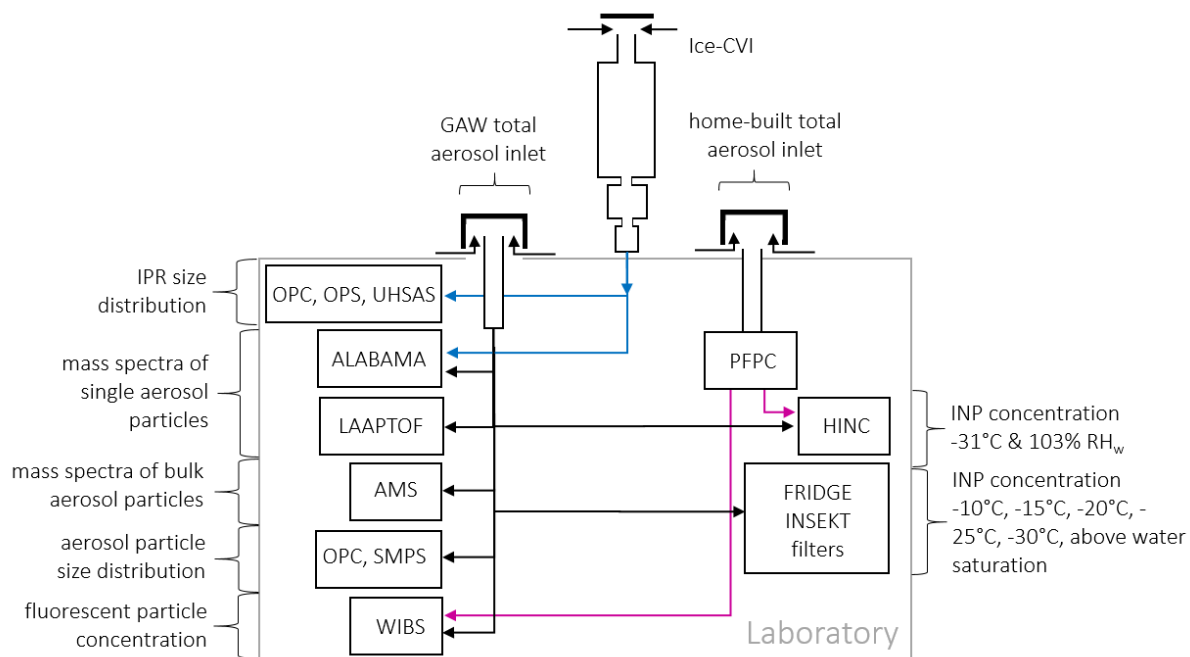 Ice-CVI
GAW total
aerosol inlet
home-built total
aerosol inlet
IPR size
distribution
OPC, OPS, UHSAS
mass spectra of
single aerosol
particles
ALABAMA
PFPC
LAAPTOF
HINC
INP concentration
-31°C & 103% RHw
mass spectra of bulk
aerosol particles
AMS
FRIDGE
INSEKT
filters
INP concentration
-10°C, -15°C, -20°C, -
25°C, -30°C, above water
saturation
aerosol particle
size distribution
OPC, SMPS
fluorescent particle
concentration
WIBS
Laboratory